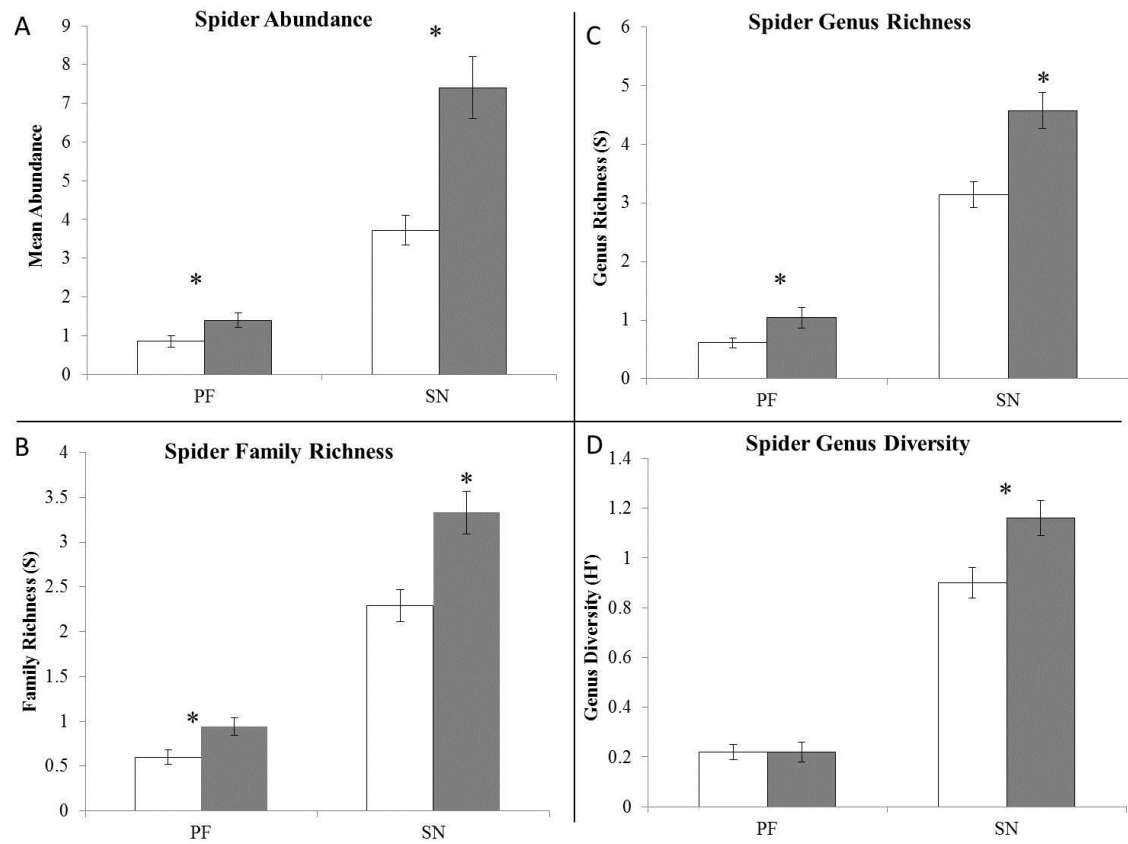 A
Spider Abundance
Mean Abundance
9
8
7
6
5
4
3
2
1
0
*
*
PF
SN
B
Spider Family Richness
Family Richness (S)
4
3.5
3
2.5
2
1.5
1
0.5
0
*
*
PF
SN
C
Spider Genus Richness
Genus Richness (S)
6
5
4
3
2
1
0
*
*
PF
SN
D
Spider Genus Diversity
Genus Diversity (H')
1.4
1.2
1
0.8
0.6
0.4
0.2
0
*
PF
SN